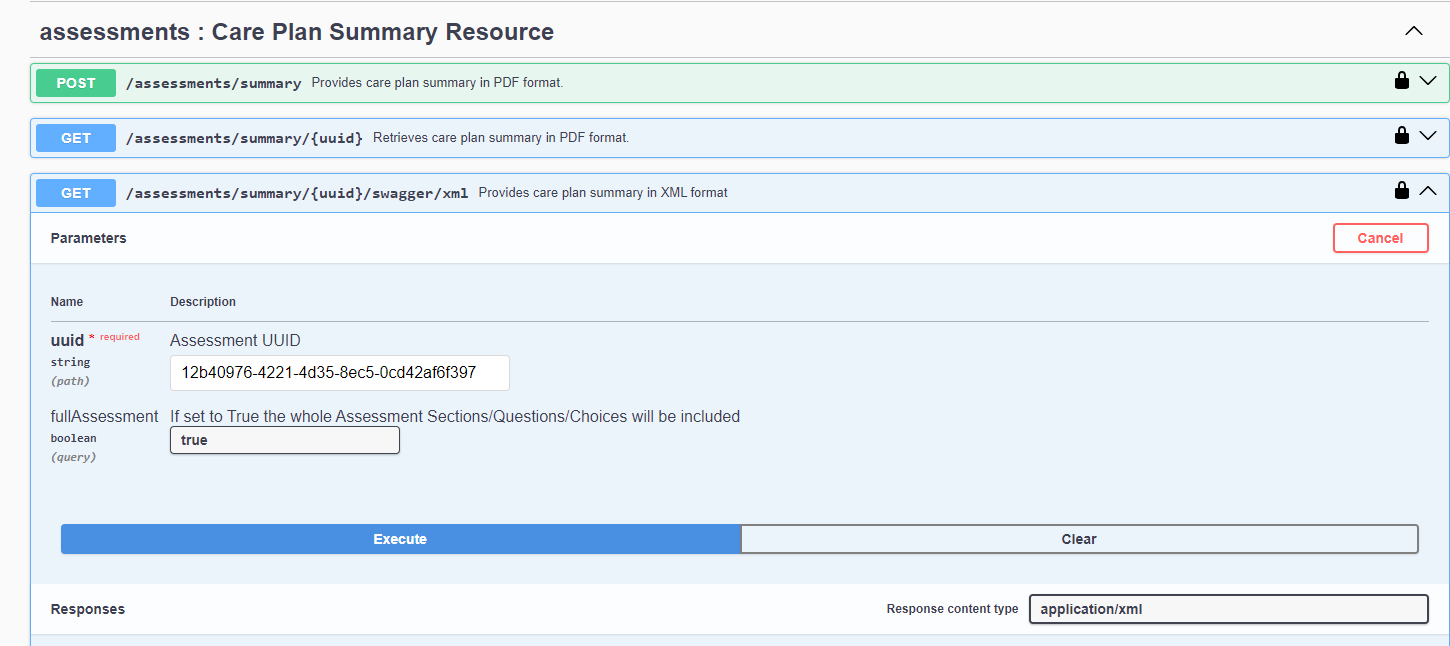 assessments : Care Plan Summary Resource
POST /assessments/summary Provides care plan summary in PDF format.
GET /assessments/summary/{uuid} Retrieves care plan summary in PDF format.
GET /assessments/summary/{uuid}/swagger/xml Provides care plan summary in XML format
Parameters Cancel
Name Description
uuid * required Assessment UUID
string
12b40976-4221-4d35-8ec5-0cd42af6f397
(path)
fullAssessment If set to True the whole Assessment Sections/Questions/Choices will be included
boolean true
(query)
Execute Clear
Responses Response content type application/xml